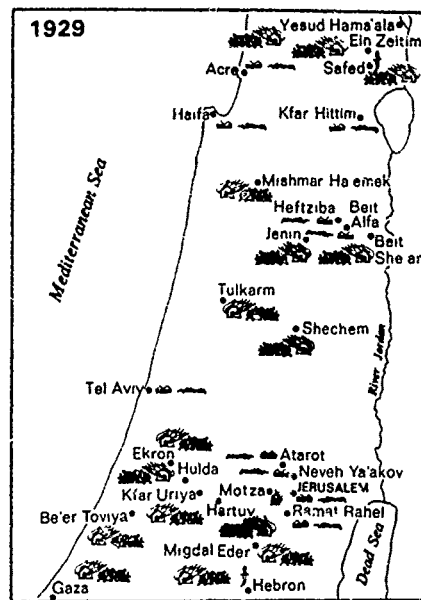 1929
Yesud Hama'ala
Ein Zeitim
Acre
Safed
Haifa
Kfar Hittim
Mediterranean Sea
Mishmar Ha emek
Heftziba
Beit
Alfa
Jenin
Beit
She an
Tulkarm
Shechem
River Jordan
Tel Aviv
Ekron
Atarot
Hulda
Neveh Ya'akov
Kfar Uriya
Motza
JERUSALEM
Be'er Toviya
Hartuv
Ramat Rahel
Migdal Eder
Dead Sea
Gaza
Hebron